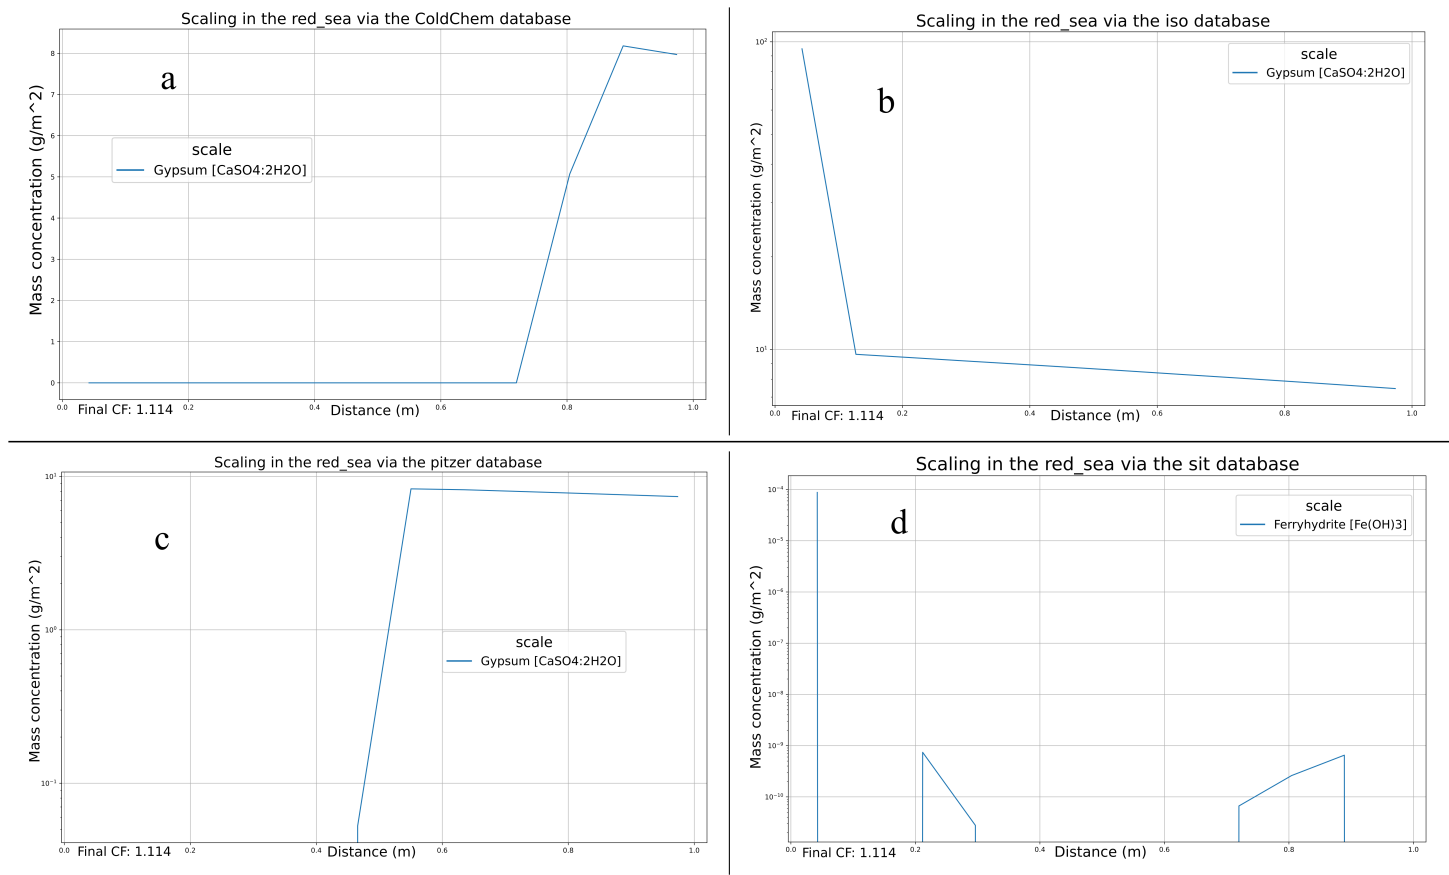 Scaling in the red_sea via the ColdChem database
a
Mass concentration (g/m^2)
8
7
6
5
4
3
2
1
0
scale
Gypsum [CaSO4:2H2O]
0.0 0.2 0.4 0.6 0.8 1.0
Final CF: 1.114
Distance (m)
Scaling in the red_sea via the iso database
b
Mass concentration (g/m^2)
10^2
10^1
scale
Gypsum [CaSO4:2H2O]
0.0 0.2 0.4 0.6 0.8 1.0
Final CF: 1.114
Distance (m)
Scaling in the red_sea via the pitzer database
c
Mass concentration (g/m^2)
10^1
10^0
10^-1
scale
Gypsum [CaSO4:2H2O]
0.0 0.2 0.4 0.6 0.8 1.0
Final CF: 1.114
Distance (m)
Scaling in the red_sea via the sit database
d
Mass concentration (g/m^2)
10^-4
10^-5
10^-6
10^-7
10^-8
10^-9
10^-10
scale
Ferryhydrite [Fe(OH)3]
0.0 0.2 0.4 0.6 0.8 1.0
Final CF: 1.114
Distance (m)